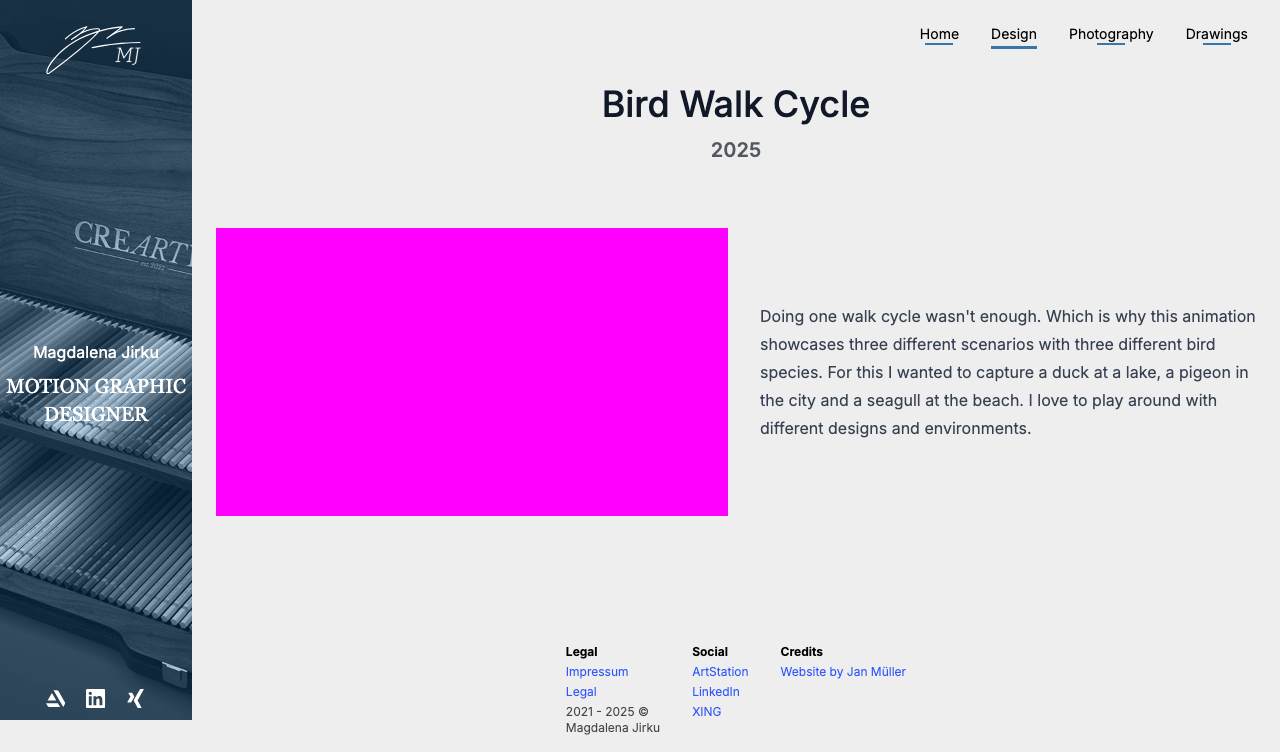 MJ
CREART
est. 2021
Magdalena Jirku
MOTION GRAPHIC
DESIGNER
Home
Design
Photography
Drawings
Bird Walk Cycle
2025
Doing one walk cycle wasn't enough. Which is why this animation
showcases three different scenarios with three different bird
species. For this I wanted to capture a duck at a lake, a pigeon in
the city and a seagull at the beach. I love to play around with
different designs and environments.
Legal
Impressum
Legal
2021 - 2025 ©
Magdalena Jirku
Social
ArtStation
LinkedIn
XING
Credits
Website by Jan Müller